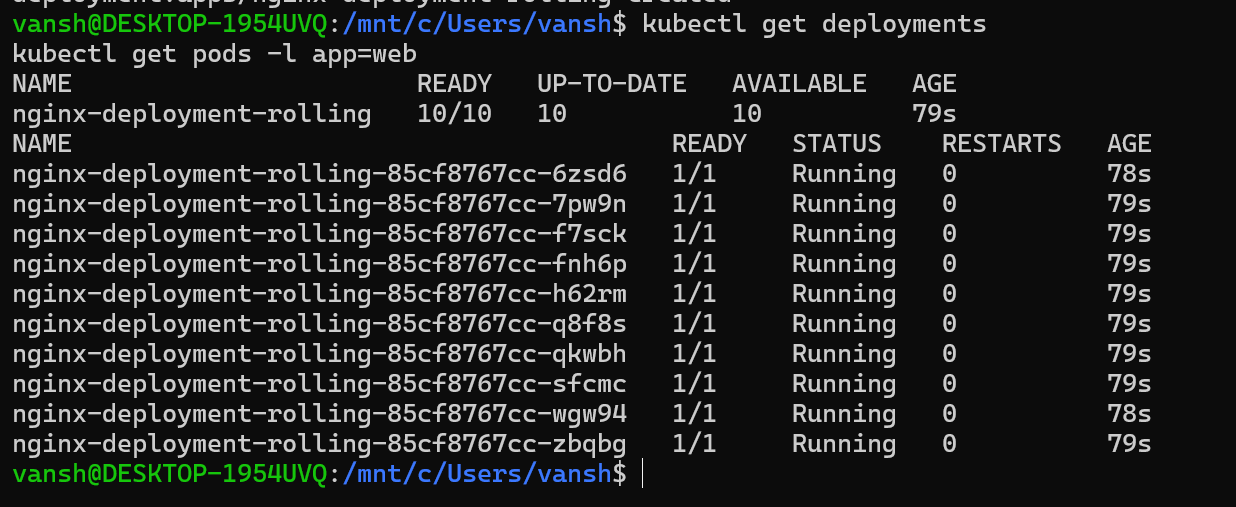 deployment.apps/nginx-deployment-rolling created
vansh@DESKTOP-1954UVQ:/mnt/c/Users/vansh$ kubectl get deployments
kubectl get pods -l app=web
NAME                       READY   UP-TO-DATE   AVAILABLE   AGE
nginx-deployment-rolling   10/10   10           10          79s
NAME                                        READY   STATUS    RESTARTS   AGE
nginx-deployment-rolling-85cf8767cc-6zsd6   1/1     Running   0          78s
nginx-deployment-rolling-85cf8767cc-7pw9n   1/1     Running   0          79s
nginx-deployment-rolling-85cf8767cc-f7sck   1/1     Running   0          79s
nginx-deployment-rolling-85cf8767cc-fnh6p   1/1     Running   0          79s
nginx-deployment-rolling-85cf8767cc-h62rm   1/1     Running   0          79s
nginx-deployment-rolling-85cf8767cc-q8f8s   1/1     Running   0          79s
nginx-deployment-rolling-85cf8767cc-qkwbh   1/1     Running   0          79s
nginx-deployment-rolling-85cf8767cc-sfcmc   1/1     Running   0          79s
nginx-deployment-rolling-85cf8767cc-wgw94   1/1     Running   0          78s
nginx-deployment-rolling-85cf8767cc-zbqbg   1/1     Running   0          79s
vansh@DESKTOP-1954UVQ:/mnt/c/Users/vansh$